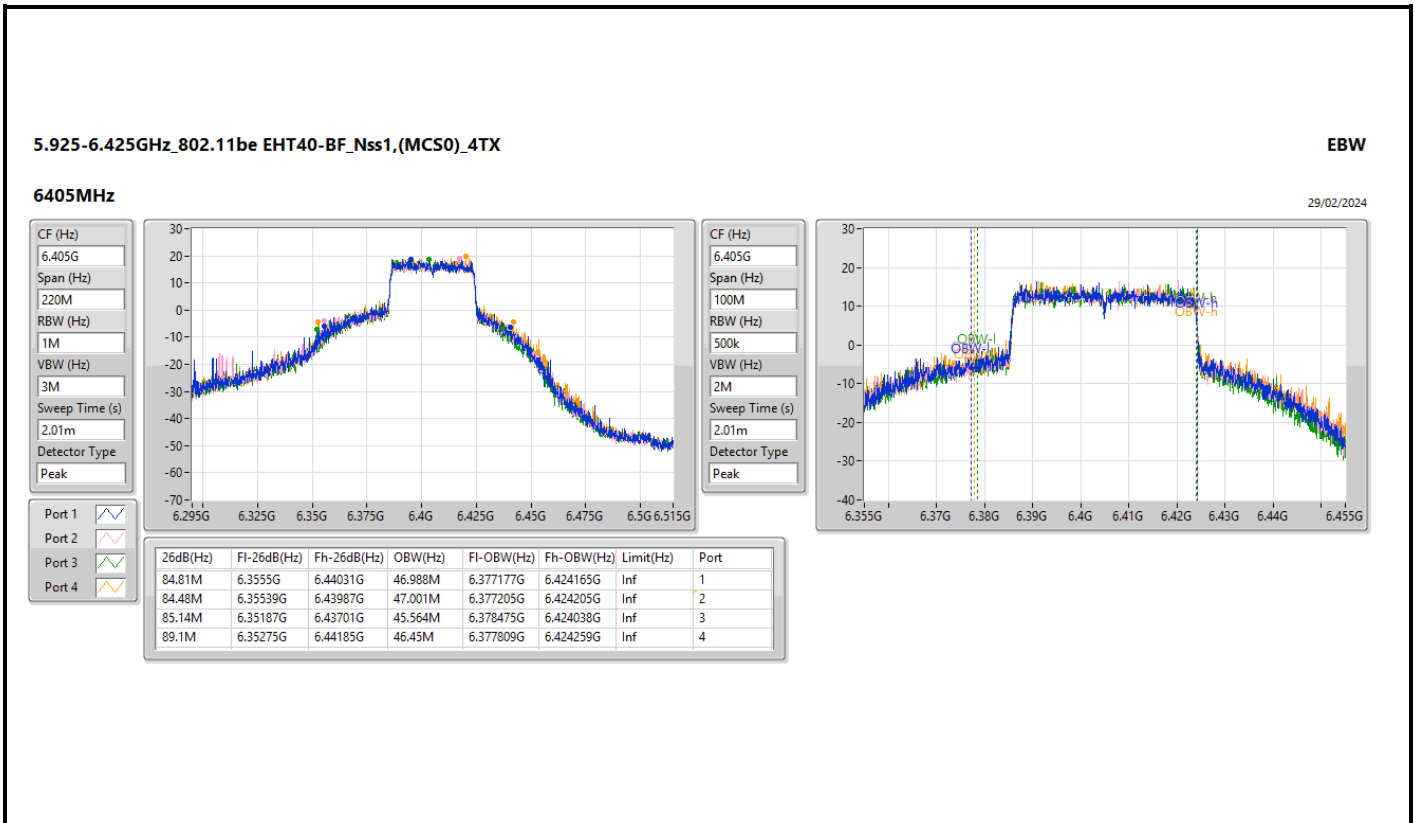 5.925-6.425GHz_802.11be EHT40-BF_Nss1,(MCS0)_4TX
EBW
6405MHz
29/02/2024
CF (Hz)
6.405G
Span (Hz)
220M
RBW (Hz)
1M
VBW (Hz)
3M
Sweep Time (s)
2.01m
Detector Type
Peak
30
20
10
0
-10
-20
-30
-40
-50
-60
-70
6.295G 6.325G 6.35G 6.375G 6.4G 6.425G 6.45G 6.475G 6.5G 6.515G
CF (Hz)
6.405G
Span (Hz)
100M
RBW (Hz)
500k
VBW (Hz)
2M
Sweep Time (s)
2.01m
Detector Type
Peak
30
20
10
0
-10
-20
-30
-40
OBW-l
OBW-l
OBW-h
OBW-h
6.355G 6.37G 6.38G 6.39G 6.4G 6.41G 6.42G 6.43G 6.44G 6.455G
Port 1
Port 2
Port 3
Port 4
26dB(Hz) Fl-26dB(Hz) Fh-26dB(Hz) OBW(Hz) Fl-OBW(Hz) Fh-OBW(Hz) Limit(Hz) Port
84.81M 6.3555G 6.44031G 46.988M 6.377177G 6.424165G Inf 1
84.48M 6.35539G 6.43987G 47.001M 6.377205G 6.424205G Inf 2
85.14M 6.35187G 6.43701G 45.564M 6.378475G 6.424038G Inf 3
89.1M 6.35275G 6.44185G 46.45M 6.377809G 6.424259G Inf 4